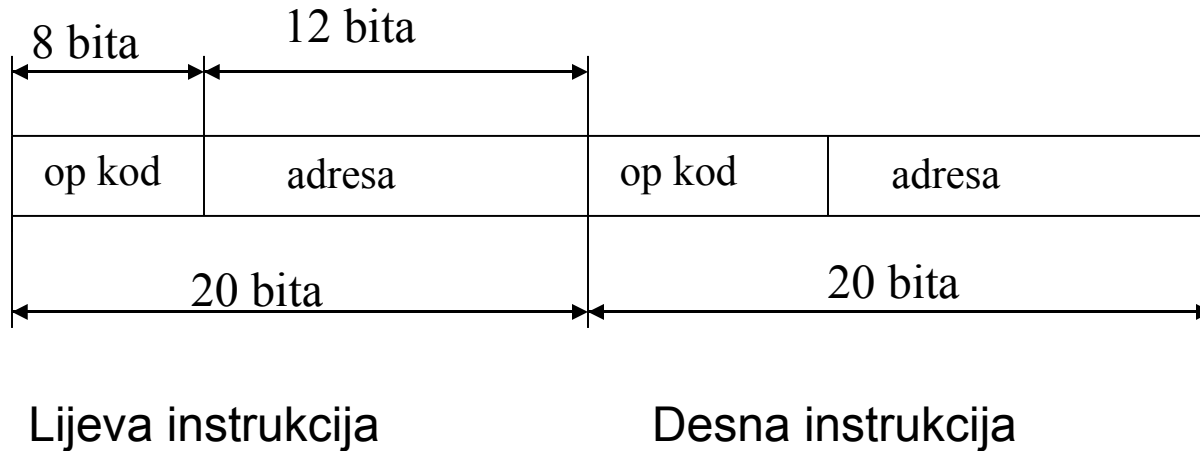 8 bita 12 bita
op kod adresa op kod adresa
20 bita 20 bita
Lijeva instrukcija Desna instrukcija